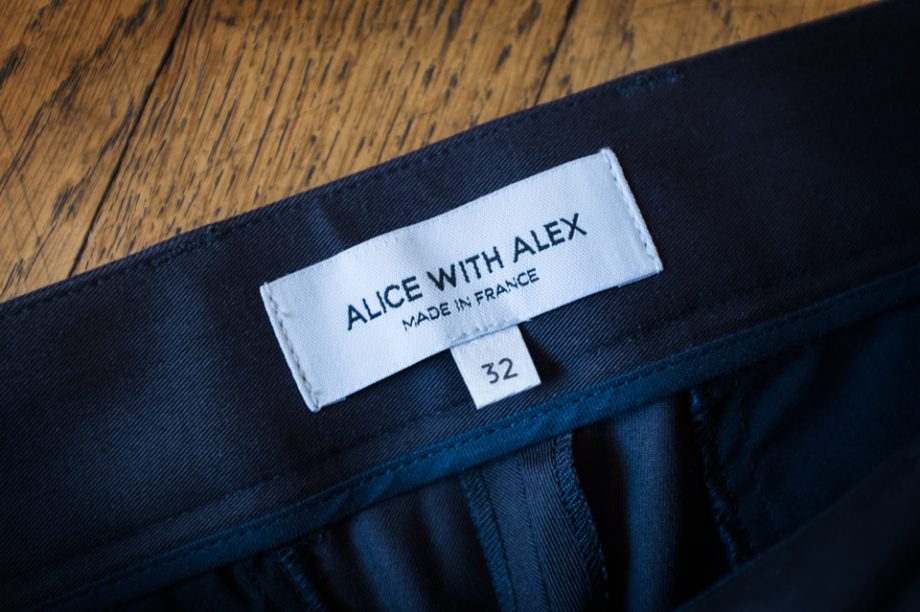 ALICE WITH ALEX
MADE IN FRANCE
32